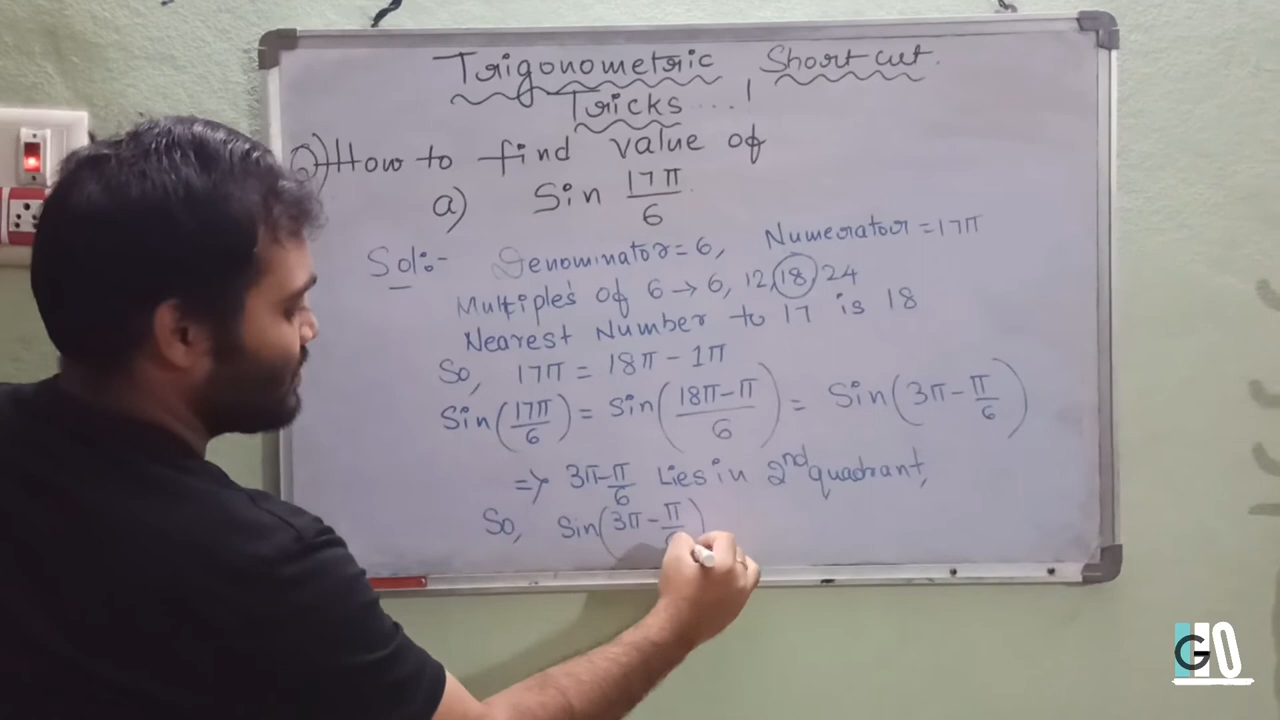 Trigonometric Short cut
Tricks....!
Q) How to find value of
a) Sin 17π/6
Sol:- Denominator = 6, Numerator = 17π
Multiple's of 6 → 6, 12, 18, 24
Nearest Number to 17 is 18
So, 17π = 18π - 1π
Sin(17π/6) = Sin(18π-π/6) = Sin(3π-π/6)
=> 3π-π/6 Lies in 2nd quadrant,
So, Sin(3π-π/
GHO